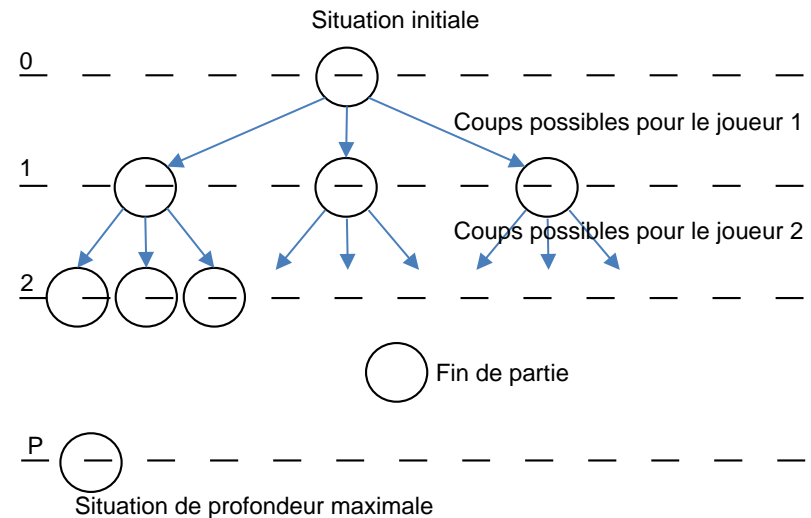 Situation initiale
0
Coups possibles pour le joueur 1
1
Coups possibles pour le joueur 2
2
Fin de partie
P
Situation de profondeur maximale